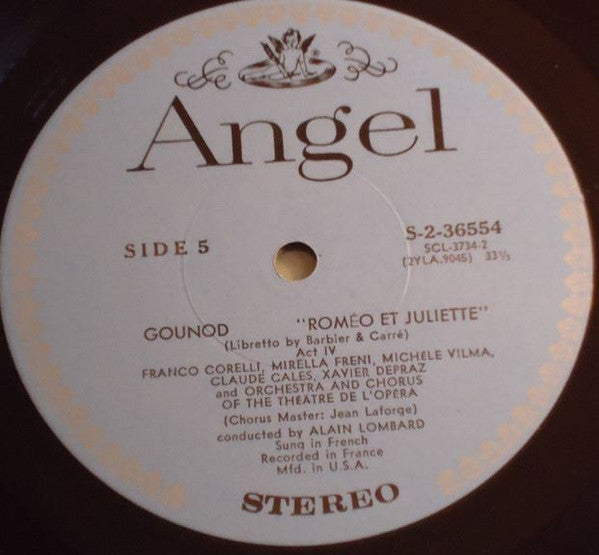 Angel
®
SIDE 5
S-2-36554
SCL-3734-2
(2YLA.9045) 33⅓
GOUNOD "ROMÉO ET JULIETTE"
(Libretto by Barbier & Carré)
Act IV
FRANCO CORELLI, MIRELLA FRENI, MICHÈLE VILMA,
CLAUDE CALÈS, XAVIER DEPRAZ
and ORCHESTRA AND CHORUS
OF THE THÉATRE DE L'OPÉRA
(Chorus Master: Jean Laforge)
conducted by ALAIN LOMBARD
Sung in French
Recorded in France
Mfd. in U.S.A.
STEREO